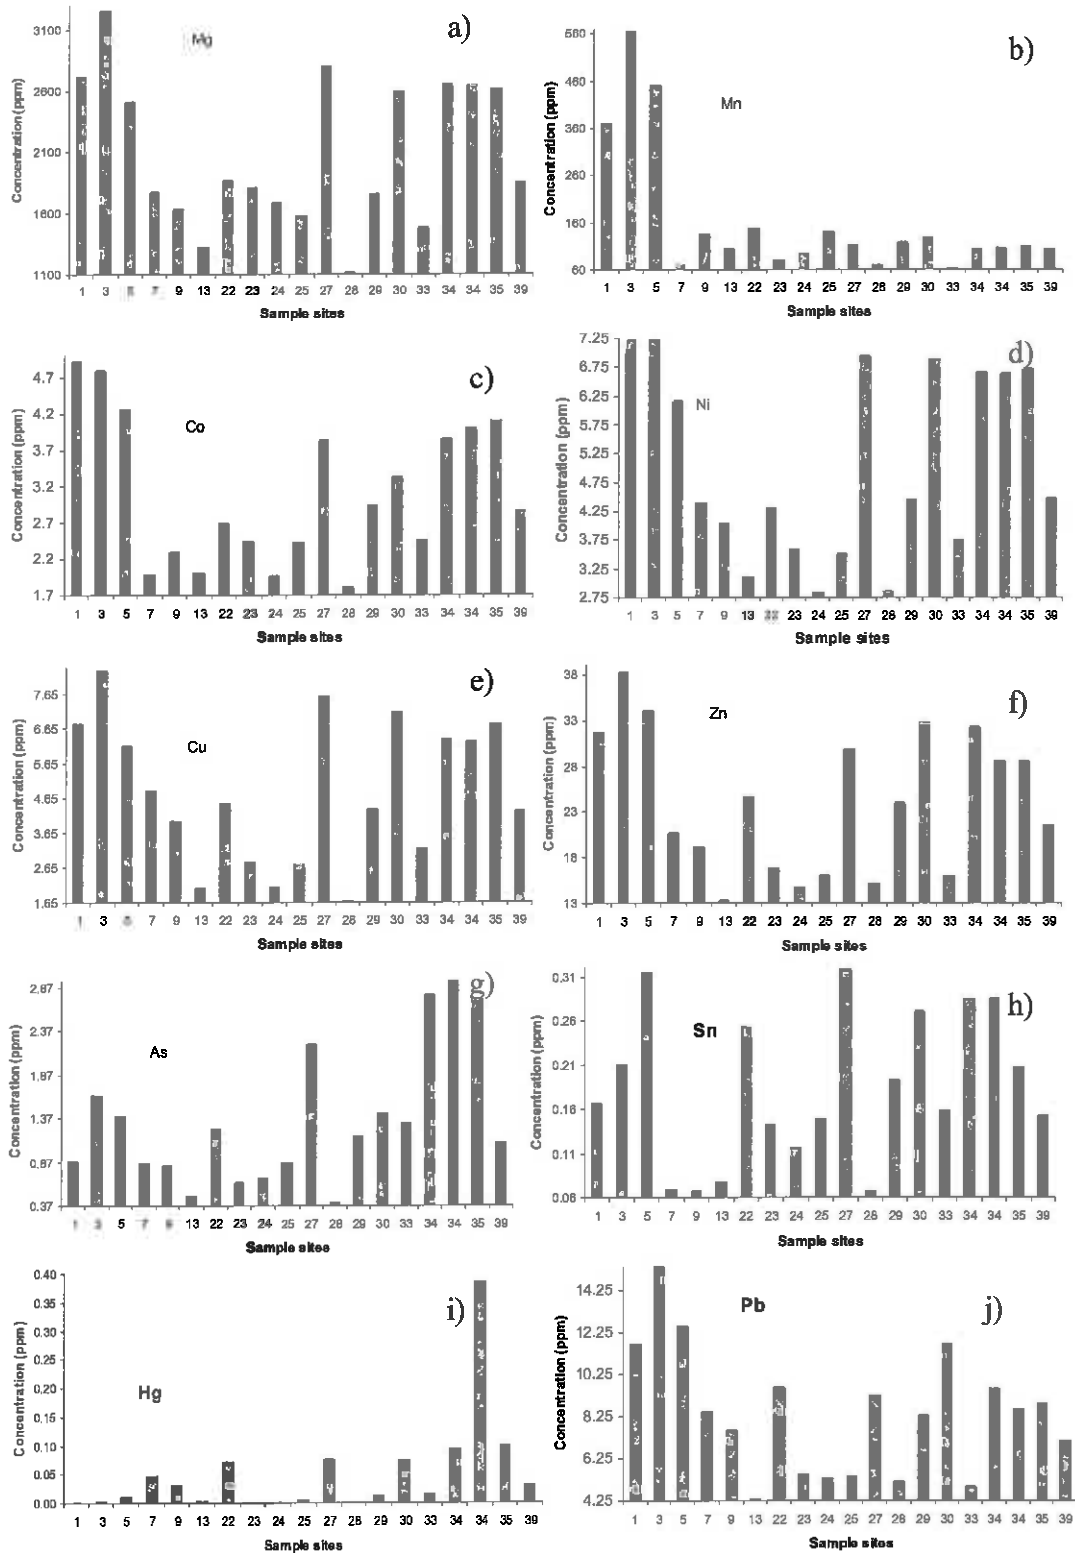 a)
Mg
Concentration (ppm)
3100
2600
2100
1600
1100
1 3 9 13 22 23 24 25 27 28 29 30 33 34 34 35 39
Sample sites
b)
Mn
Concentration (ppm)
560
460
360
260
160
60
1 3 5 7 9 13 22 23 24 25 27 28 29 30 33 34 34 35 39
Sample sites
c)
Co
Concentration (ppm)
4.7
4.2
3.7
3.2
2.7
2.2
1.7
1 3 5 7 9 13 22 23 24 25 27 28 29 30 33 34 34 35 39
Sample sites
d)
Ni
Concentration (ppm)
7.25
6.75
6.25
5.75
5.25
4.75
4.25
3.75
3.25
2.75
1 3 5 7 9 13 23 24 25 27 28 29 30 33 34 34 35 39
Sample sites
e)
Cu
Concentration (ppm)
7.65
6.65
5.65
4.65
3.65
2.65
1.65
3 7 9 13 22 23 24 25 27 28 29 30 33 34 34 35 39
Sample sites
f)
Zn
Concentration (ppm)
38
33
28
23
18
13
1 3 5 7 9 13 22 23 24 25 27 28 29 30 33 34 34 35 39
Sample sites
g)
As
Concentration (ppm)
2.87
2.37
1.87
1.37
0.87
0.37
5 13 22 23 24 25 27 28 29 30 33 34 34 35 39
Sample sites
h)
Sn
Concentration (ppm)
0.31
0.26
0.21
0.16
0.11
0.06
1 3 5 7 9 13 22 23 24 25 27 28 29 30 33 34 34 35 39
Sample sites
i)
Hg
Concentration (ppm)
0.40
0.35
0.30
0.25
0.20
0.15
0.10
0.05
0.00
1 3 5 7 9 13 22 23 24 25 27 28 29 30 33 34 34 35 39
Sample sites
j)
Pb
Concentration (ppm)
14.25
12.25
10.25
8.25
6.25
4.25
1 3 5 7 9 13 22 23 24 25 27 28 29 30 33 34 34 35 39
Sample sites